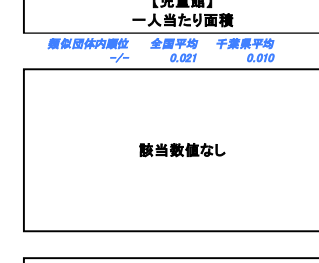 【児童館】
一人当たり面積
類似団体内順位 全国平均 千葉県平均
-/- 0.021 0.010
該当数値なし